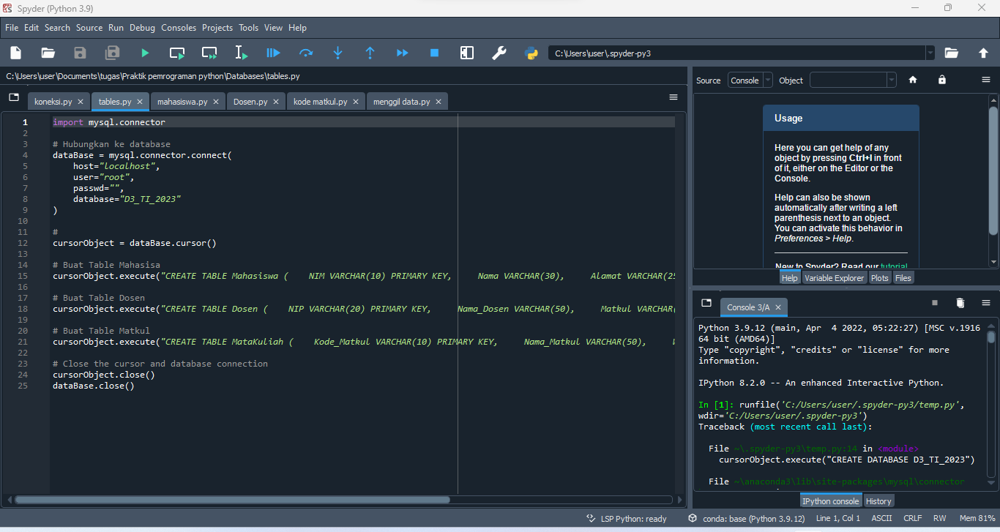 Spyder (Python 3.9)
File Edit Search Source Run Debug Consoles Projects Tools View Help
C:\Users\user\.spyder-py3
C:\Users\user\Documents\tugas\Praktik pemrograman python\Databases\tables.py
koneksi.py tables.py mahasiswa.py Dosen.py kode matkul.py menggil data.py
1 import mysql.connector
2
3 # Hubungkan ke database
4 dataBase = mysql.connector.connect(
5 host="localhost",
6 user="root",
7 passwd="",
8 database="D3_TI_2023"
9 )
10
11 #
12 cursorObject = dataBase.cursor()
13
14 # Buat Table Mahasisa
15 cursorObject.execute("CREATE TABLE Mahasiswa ( NIM VARCHAR(10) PRIMARY KEY, Nama VARCHAR(30), Alamat VARCHAR(25
16
17 # Buat Table Dosen
18 cursorObject.execute("CREATE TABLE Dosen ( NIP VARCHAR(20) PRIMARY KEY, Nama_Dosen VARCHAR(50), Matkul VARCHAR(
19
20 # Buat Table Matkul
21 cursorObject.execute("CREATE TABLE MataKuliah ( Kode_Matkul VARCHAR(10) PRIMARY KEY, Nama_Matkul VARCHAR(50),
22
23 # Close the cursor and database connection
24 cursorObject.close()
25 dataBase.close()
Source Console Object
Usage
Here you can get help of any
object by pressing Ctrl+I in front
of it, either on the Editor or the
Console.
Help can also be shown
automatically after writing a left
parenthesis next to an object.
You can activate this behavior in
Preferences > Help.
New to Spyder? Read our tutorial
Help Variable Explorer Plots Files
Console 3/A
Python 3.9.12 (main, Apr 4 2022, 05:22:27) [MSC v.1916
64 bit (AMD64)]
Type "copyright", "credits" or "license" for more
information.
IPython 8.2.0 -- An enhanced Interactive Python.
In [1]: runfile('C:/Users/user/.spyder-py3/temp.py',
wdir='C:/Users/user/.spyder-py3')
Traceback (most recent call last):
File ~\.spyder-py3\temp.py:14 in <module>
cursorObject.execute("CREATE DATABASE D3_TI_2023")
File ~\anaconda3\lib\site-packages\mysql\connector
IPython console History
LSP Python: ready conda: base (Python 3.9.12) Line 1, Col 1 ASCII CRLF RW Mem 81%